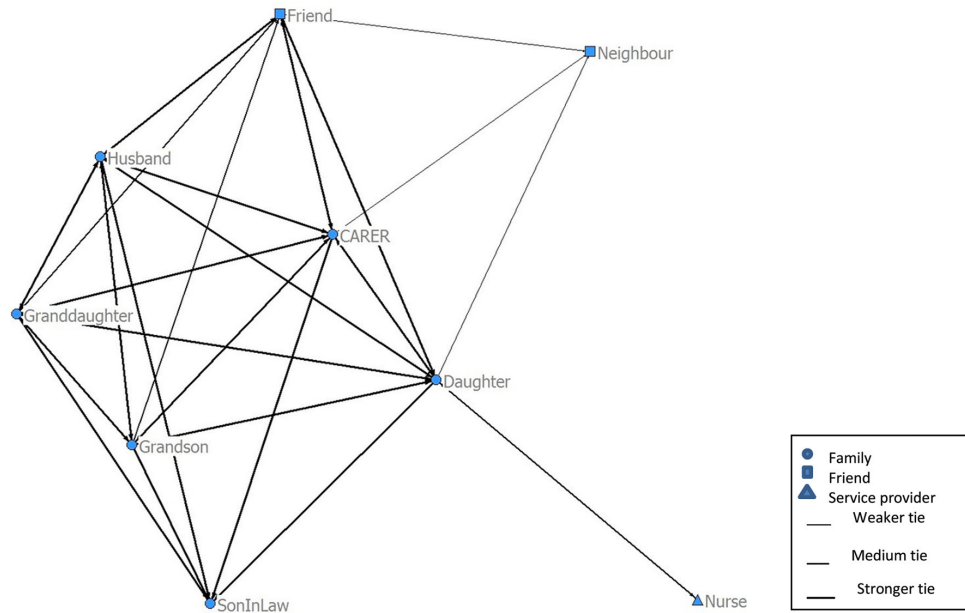 Friend
Neighbour
Husband
CARER
Granddaughter
Daughter
Grandson
SonInLaw
Nurse
Family
Friend
Service provider
Weaker tie
Medium tie
Stronger tie